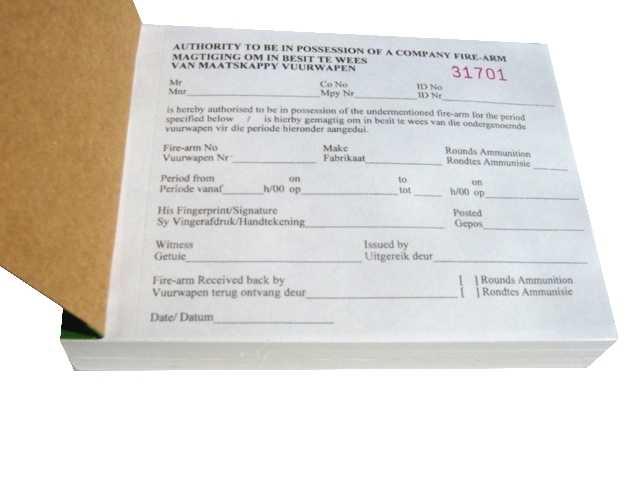 AUTHORITY TO BE IN POSSESSION OF A COMPANY FIRE-ARM
MAGTIGING OM IN BESIT TE WEES
VAN MAATSKAPPY VUURWAPEN 31701
Mr Co No ID No
Mnr Mpy Nr ID Nr
is hereby authorised to be in possession of the undermentioned fire-arm for the period
specified below / is hierby gemagtig om in besit te wees van die ondergenoemde
vuurwapen vir die periode hieronder aangedui.
Fire-arm No Make Rounds Ammunition
Vuurwapen Nr Fabrikaat Rondtes Ammunisie
Period from on to on
Periode vanaf h/00 op tot h/00 op
His Fingerprint/Signature Posted
Sy Vingerafdruk/Handtekening Gepos
Witness Issued by
Getuie Uitgereik deur
Fire-arm Received back by [ ] Rounds Ammunition
Vuurwapen terug ontvang deur [ ] Rondtes Ammunisie
Date/ Datum